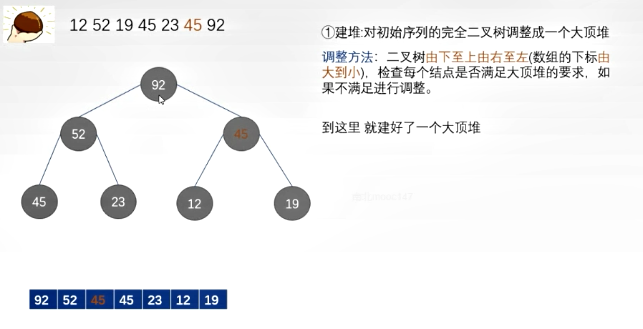 12 52 19 45 23 45 92
①建堆:对初始序列的完全二叉树调整成一个大顶堆
调整方法：二叉树由下至上由右至左(数组的下标由
大到小)，检查每个结点是否满足大顶堆的要求，如
果不满足进行调整。
到这里 就建好了一个大顶堆
92
52 45
45 23 12 19
92 52 45 45 23 12 19